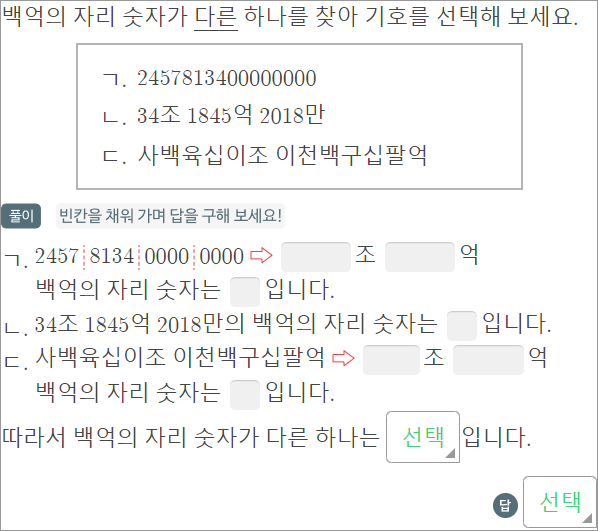 백억의 자리 숫자가 다른 하나를 찾아 기호를 선택해 보세요.
ㄱ. 2457813400000000
ㄴ. 34조 1845억 2018만
ㄷ. 사백육십이조 이천백구십팔억
풀이 빈칸을 채워 가며 답을 구해 보세요!
ㄱ. 2457 8134 0000 0000 ⇨ 조 억
백억의 자리 숫자는 입니다.
ㄴ. 34조 1845억 2018만의 백억의 자리 숫자는 입니다.
ㄷ. 사백육십이조 이천백구십팔억 ⇨ 조 억
백억의 자리 숫자는 입니다.
따라서 백억의 자리 숫자가 다른 하나는 선택 입니다.
답 선택